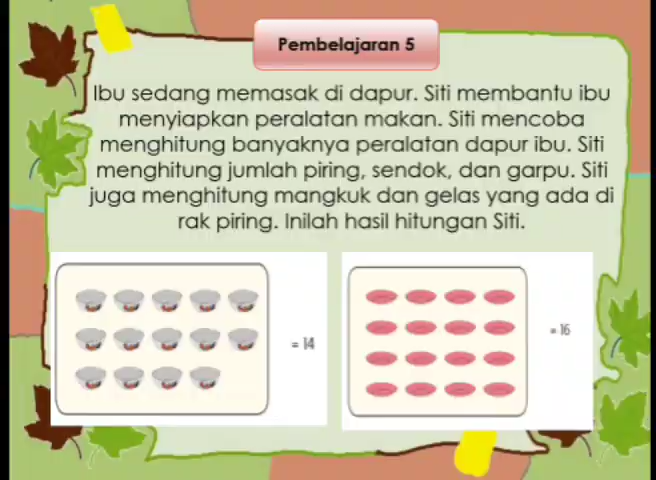 Pembelajaran 5
Ibu sedang memasak di dapur. Siti membantu ibu
menyiapkan peralatan makan. Siti mencoba
menghitung banyaknya peralatan dapur ibu. Siti
menghitung jumlah piring, sendok, dan garpu. Siti
juga menghitung mangkuk dan gelas yang ada di
rak piring. Inilah hasil hitungan Siti.
= 14
= 16